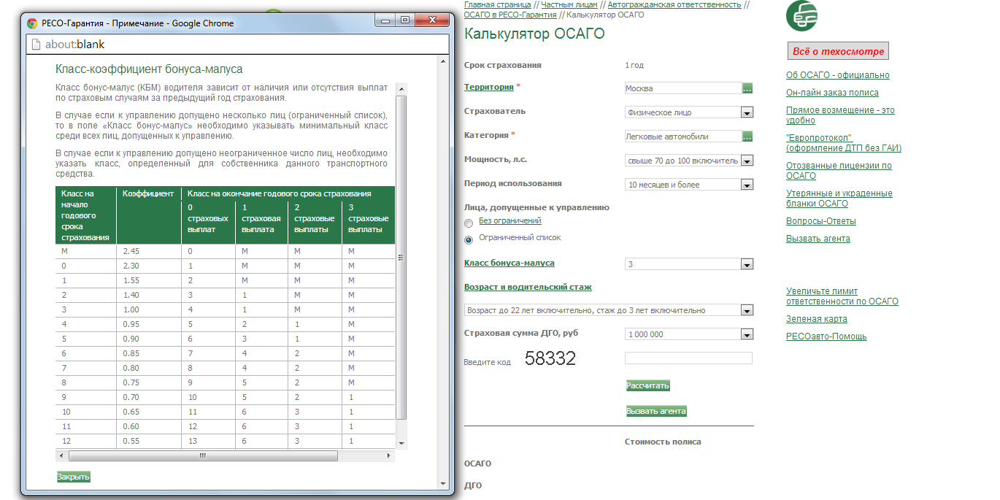 РЕСО-Гарантия - Примечание - Google Chrome
about:blank
Класс-коэффициент бонуса-малуса
Класс бонус-малус (КБМ) водителя зависит от наличия или отсутствия выплат
по страховым случаям за предыдущий год страхования.
В случае если к управлению допущено несколько лиц (ограниченный список),
то в поле «Класс бонус-малус» необходимо указывать минимальный класс
среди всех лиц, допущенных к управлению.
В случае если к управлению допущено неограниченное число лиц, необходимо
указать класс, определенный для собственника данного транспортного
средства.
Класс на начало годового срока страхования Коэффициент Класс на окончание годового срока страхования
0 страховых выплат 1 страховая выплата 2 страховые выплаты 3 страховые выплаты
М 2.45 0 М М М
0 2.30 1 М М М
1 1.55 2 М М М
2 1.40 3 1 М М
3 1.00 4 1 М М
4 0.95 5 2 1 М
5 0.90 6 3 1 М
6 0.85 7 4 2 М
7 0.80 8 4 2 М
8 0.75 9 5 2 М
9 0.70 10 5 2 1
10 0.65 11 6 3 1
11 0.60 12 6 3 1
12 0.55 13 6 3 1
Закрыть
Главная страница // Частным лицам // Автогражданская ответственность //
ОСАГО в РЕСО-Гарантия // Калькулятор ОСАГО
Калькулятор ОСАГО
Срок страхования 1 год
Территория * Москва ...
Страхователь Физическое лицо
Категория * Легковые автомобили ...
Мощность, л.с. свыше 70 до 100 включитель
Период использования 10 месяцев и более
Лица, допущенные к управлению
Без ограничений
Ограниченный список
Класс бонуса-малуса 3
Возраст и водительский стаж
Возраст до 22 лет включительно, стаж до 3 лет включительно
Страховая сумма ДГО, руб 1 000 000
Введите код 58332
Рассчитать
Вызвать агента
Стоимость полиса
ОСАГО
ДГО
Всё о техосмотре
Об ОСАГО - официально
Он-лайн заказ полиса
Прямое возмещение - это
удобно
"Европротокол"
(оформление ДТП без ГАИ)
Отозванные лицензии по
ОСАГО
Утерянные и украденные
бланки ОСАГО
Вопросы-Ответы
Вызвать агента
Увеличьте лимит
ответственности по ОСАГО
Зеленая карта
РЕСОавто-Помощь